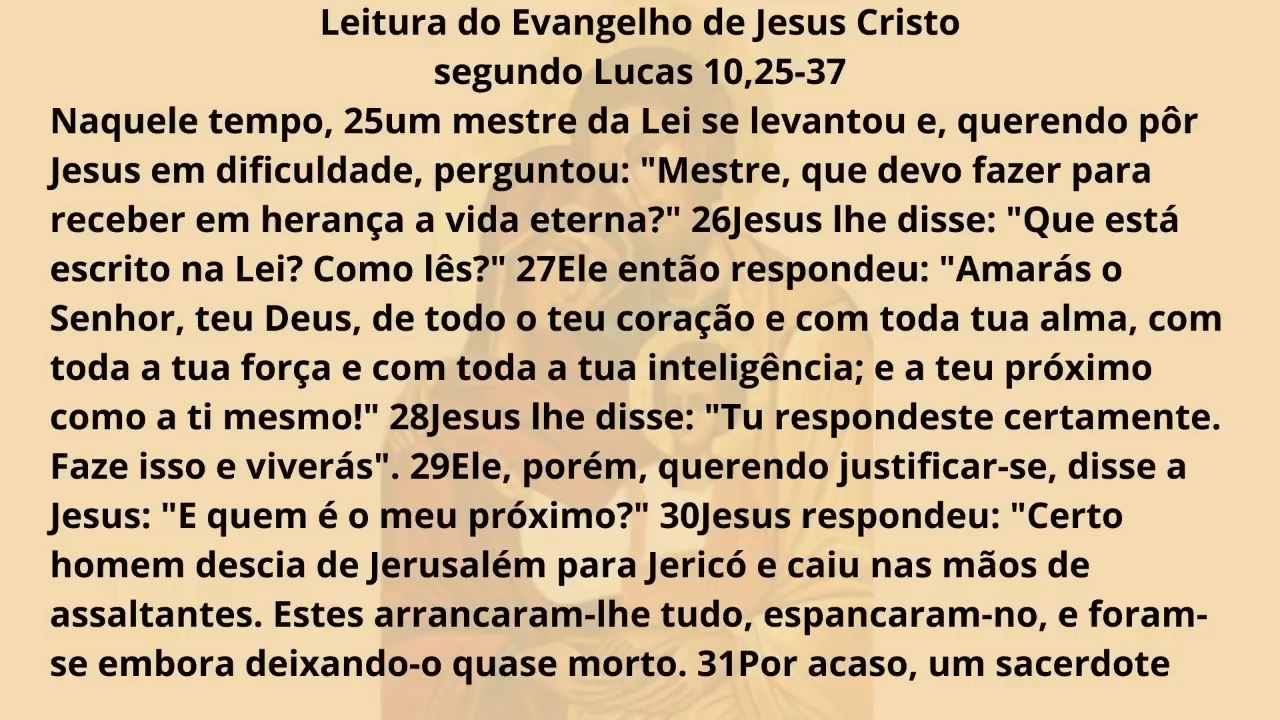 Leitura do Evangelho de Jesus Cristo
segundo Lucas 10,25-37
Naquele tempo, 25um mestre da Lei se levantou e, querendo pôr
Jesus em dificuldade, perguntou: "Mestre, que devo fazer para
receber em herança a vida eterna?" 26Jesus lhe disse: "Que está
escrito na Lei? Como lês?" 27Ele então respondeu: "Amarás o
Senhor, teu Deus, de todo o teu coração e com toda tua alma, com
toda a tua força e com toda a tua inteligência; e a teu próximo
como a ti mesmo!" 28Jesus lhe disse: "Tu respondeste certamente.
Faze isso e viverás". 29Ele, porém, querendo justificar-se, disse a
Jesus: "E quem é o meu próximo?" 30Jesus respondeu: "Certo
homem descia de Jerusalém para Jericó e caiu nas mãos de
assaltantes. Estes arrancaram-lhe tudo, espancaram-no, e foram-
se embora deixando-o quase morto. 31Por acaso, um sacerdote